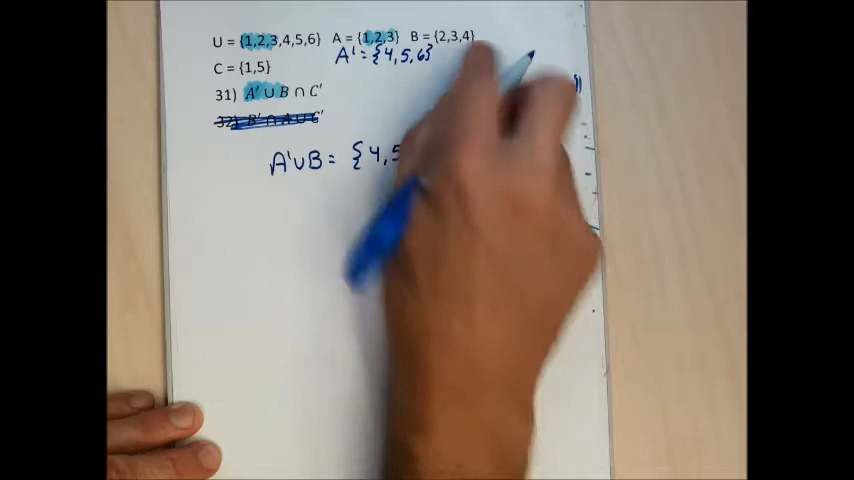 U = {1,2,3,4,5,6} A = {1,2,3} B = {2,3,4}
A' = {4,5,6}
C = {1,5}
31) A′ ∪ B ∩ C′
32) B′ ∩ A ∪ C′
A'∪B = {4,5